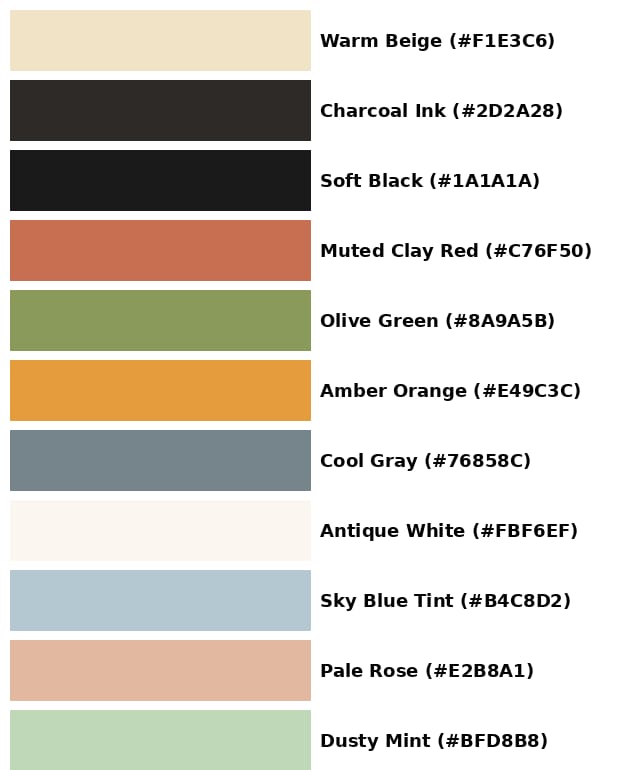 Warm Beige (#F1E3C6)
Charcoal Ink (#2D2A28)
Soft Black (#1A1A1A)
Muted Clay Red (#C76F50)
Olive Green (#8A9A5B)
Amber Orange (#E49C3C)
Cool Gray (#76858C)
Antique White (#FBF6EF)
Sky Blue Tint (#B4C8D2)
Pale Rose (#E2B8A1)
Dusty Mint (#BFD8B8)